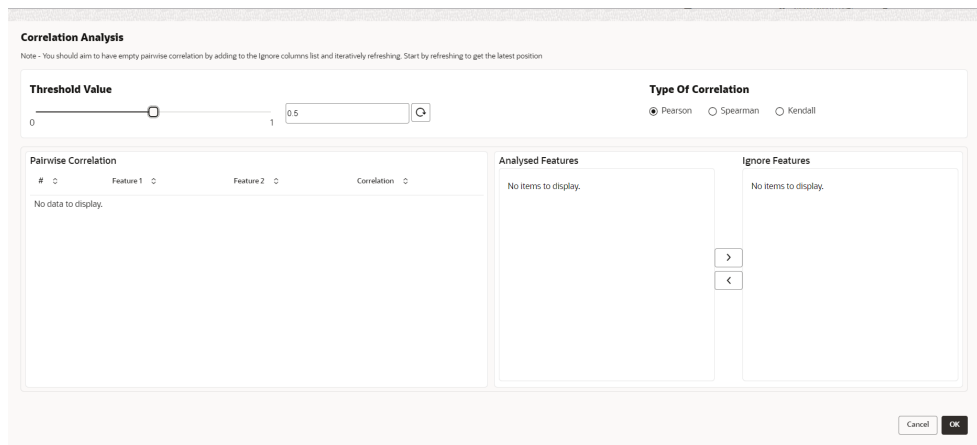 Correlation Analysis
Note - You should aim to have empty pairwise correlation by adding to the Ignore columns list and iteratively refreshing. Start by refreshing to get the latest position
Threshold Value
Type Of Correlation
0
1
0.5
Pearson
Spearman
Kendall
Pairwise Correlation
# Feature 1 Feature 2 Correlation
No data to display.
Analysed Features
No items to display.
Ignore Features
No items to display.
Cancel
OK